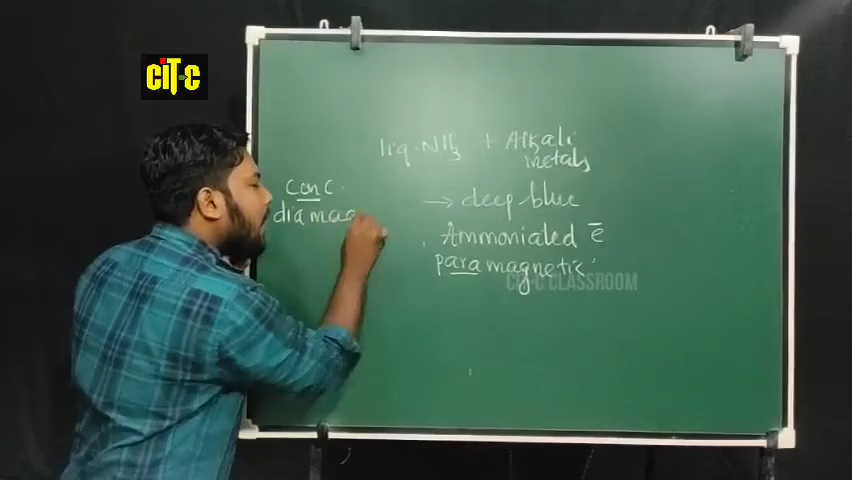 CiT-C
liq. NH3 + Alkali
metals
conc.
diamag
→ deep blue
Ammoniated ē
paramagnetic
CIT-C CLASSROOM